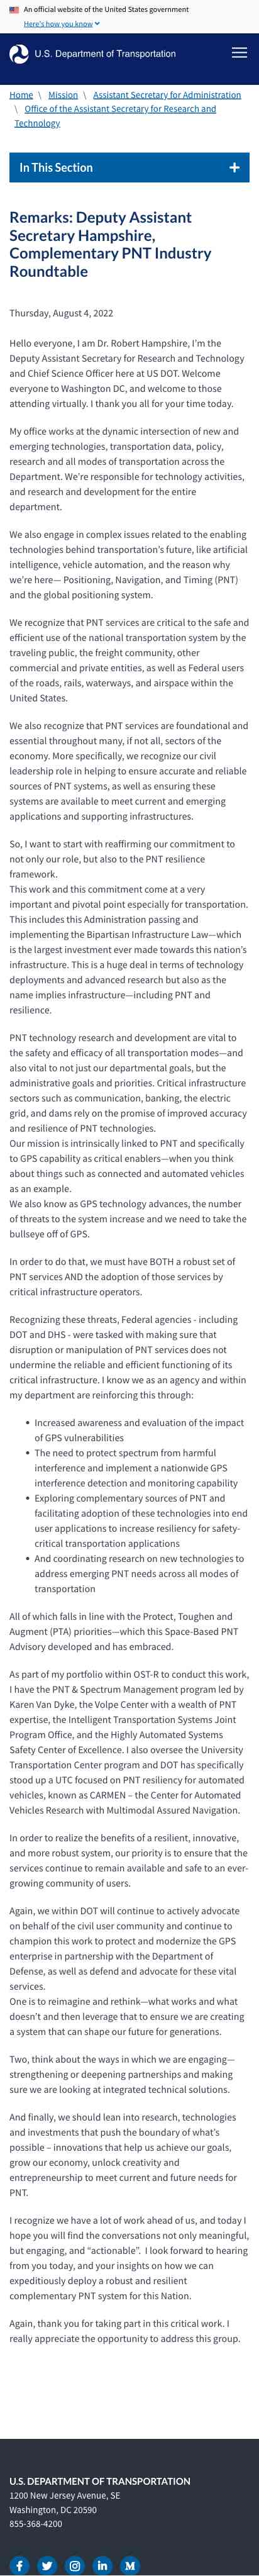 An official website of the United States government
Here's how you know
U.S. Department of Transportation
Home \ Mission \ Assistant Secretary for Administration
\ Office of the Assistant Secretary for Research and
Technology
In This Section
Remarks: Deputy Assistant
Secretary Hampshire,
Complementary PNT Industry
Roundtable
Thursday, August 4, 2022
Hello everyone, I am Dr. Robert Hampshire, I'm the
Deputy Assistant Secretary for Research and Technology
and Chief Science Officer here at US DOT. Welcome
everyone to Washington DC, and welcome to those
attending virtually. I thank you all for your time today.
My office works at the dynamic intersection of new and
emerging technologies, transportation data, policy,
research and all modes of transportation across the
Department. We're responsible for technology activities,
and research and development for the entire
department.
We also engage in complex issues related to the enabling
technologies behind transportation's future, like artificial
intelligence, vehicle automation, and the reason why
we're here— Positioning, Navigation, and Timing (PNT)
and the global positioning system.
We recognize that PNT services are critical to the safe and
efficient use of the national transportation system by the
traveling public, the freight community, other
commercial and private entities, as well as Federal users
of the roads, rails, waterways, and airspace within the
United States.
We also recognize that PNT services are foundational and
essential throughout many, if not all, sectors of the
economy. More specifically, we recognize our civil
leadership role in helping to ensure accurate and reliable
sources of PNT systems, as well as ensuring these
systems are available to meet current and emerging
applications and supporting infrastructures.
So, I want to start with reaffirming our commitment to
not only our role, but also to the PNT resilience
framework.
This work and this commitment come at a very
important and pivotal point especially for transportation.
This includes this Administration passing and
implementing the Bipartisan Infrastructure Law—which
is the largest investment ever made towards this nation's
infrastructure. This is a huge deal in terms of technology
deployments and advanced research but also as the
name implies infrastructure—including PNT and
resilience.
PNT technology research and development are vital to
the safety and efficacy of all transportation modes—and
also vital to not just our departmental goals, but the
administrative goals and priorities. Critical infrastructure
sectors such as communication, banking, the electric
grid, and dams rely on the promise of improved accuracy
and resilience of PNT technologies.
Our mission is intrinsically linked to PNT and specifically
to GPS capability as critical enablers—when you think
about things such as connected and automated vehicles
as an example.
We also know as GPS technology advances, the number
of threats to the system increase and we need to take the
bullseye off of GPS.
In order to do that, we must have BOTH a robust set of
PNT services AND the adoption of those services by
critical infrastructure operators.
Recognizing these threats, Federal agencies - including
DOT and DHS - were tasked with making sure that
disruption or manipulation of PNT services does not
undermine the reliable and efficient functioning of its
critical infrastructure. I know we as an agency and within
my department are reinforcing this through:
• Increased awareness and evaluation of the impact
of GPS vulnerabilities
• The need to protect spectrum from harmful
interference and implement a nationwide GPS
interference detection and monitoring capability
• Exploring complementary sources of PNT and
facilitating adoption of these technologies into end
user applications to increase resiliency for safety-
critical transportation applications
• And coordinating research on new technologies to
address emerging PNT needs across all modes of
transportation
All of which falls in line with the Protect, Toughen and
Augment (PTA) priorities—which this Space-Based PNT
Advisory developed and has embraced.
As part of my portfolio within OST-R to conduct this work,
I have the PNT & Spectrum Management program led by
Karen Van Dyke, the Volpe Center with a wealth of PNT
expertise, the Intelligent Transportation Systems Joint
Program Office, and the Highly Automated Systems
Safety Center of Excellence. I also oversee the University
Transportation Center program and DOT has specifically
stood up a UTC focused on PNT resiliency for automated
vehicles, known as CARMEN – the Center for Automated
Vehicles Research with Multimodal Assured Navigation.
In order to realize the benefits of a resilient, innovative,
and more robust system, our priority is to ensure that the
services continue to remain available and safe to an ever-
growing community of users.
Again, we within DOT will continue to actively advocate
on behalf of the civil user community and continue to
champion this work to protect and modernize the GPS
enterprise in partnership with the Department of
Defense, as well as defend and advocate for these vital
services.
One is to reimagine and rethink—what works and what
doesn't and then leverage that to ensure we are creating
a system that can shape our future for generations.
Two, think about the ways in which we are engaging—
strengthening or deepening partnerships and making
sure we are looking at integrated technical solutions.
And finally, we should lean into research, technologies
and investments that push the boundary of what's
possible – innovations that help us achieve our goals,
grow our economy, unlock creativity and
entrepreneurship to meet current and future needs for
PNT.
I recognize we have a lot of work ahead of us, and today I
hope you will find the conversations not only meaningful,
but engaging, and “actionable”. I look forward to hearing
from you today, and your insights on how we can
expeditiously deploy a robust and resilient
complementary PNT system for this Nation.
Again, thank you for taking part in this critical work. I
really appreciate the opportunity to address this group.
U.S. DEPARTMENT OF TRANSPORTATION
1200 New Jersey Avenue, SE
Washington, DC 20590
855-368-4200